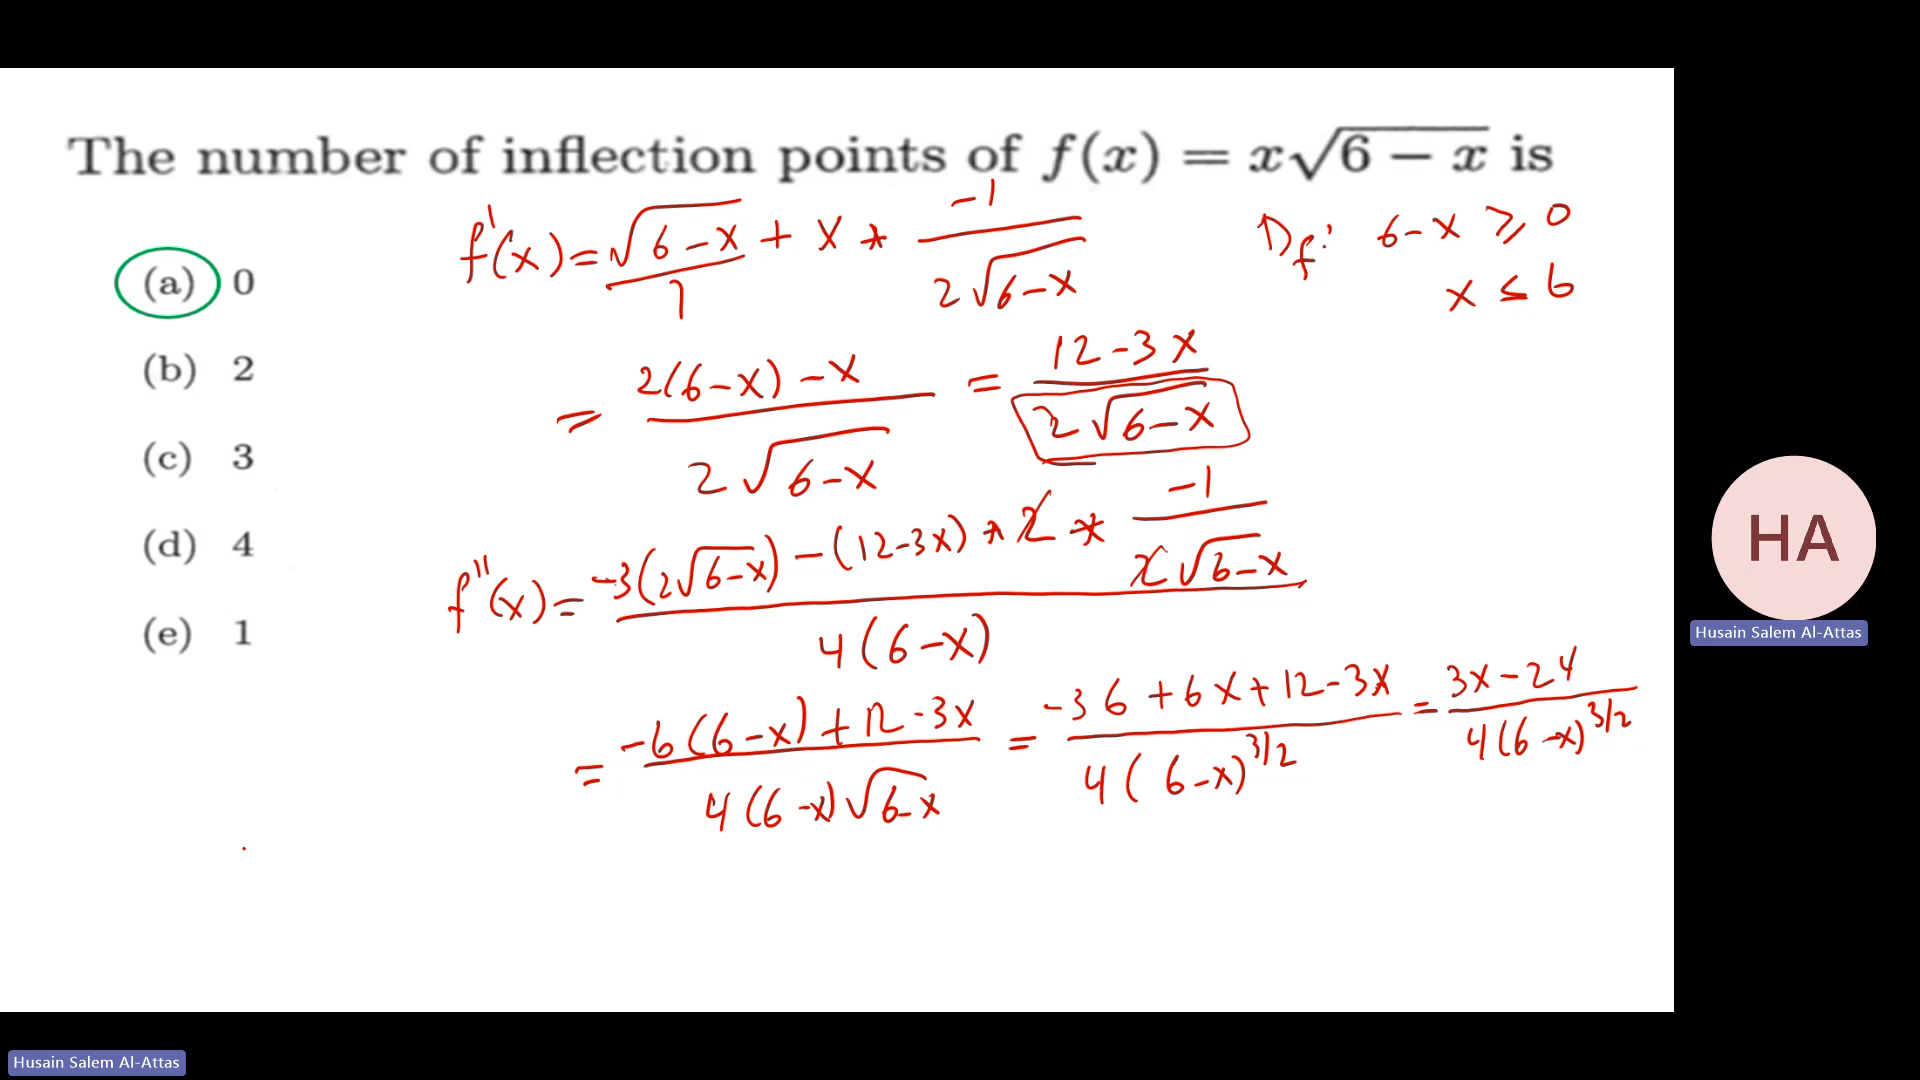 The number of inflection points of f(x) = x√(6 − x) is
(a) 0
(b) 2
(c) 3
(d) 4
(e) 1
f'(x) = √(6-x)/1 + x * -1/(2√(6-x))
D_f: 6-x ≥ 0
x ≤ 6
= (2(6-x) - x)/(2√(6-x)) = (12-3x)/(2√(6-x))
f''(x) = (-3(2√(6-x)) - (12-3x) * 2 * -1/(2√(6-x)))/(4(6-x))
= (-6(6-x) + 12-3x)/(4(6-x)√(6-x)) = (-36+6x+12-3x)/(4(6-x)^(3/2)) = (3x-24)/(4(6-x)^(3/2))
HA
Husain Salem Al-Attas
Husain Salem Al-Attas